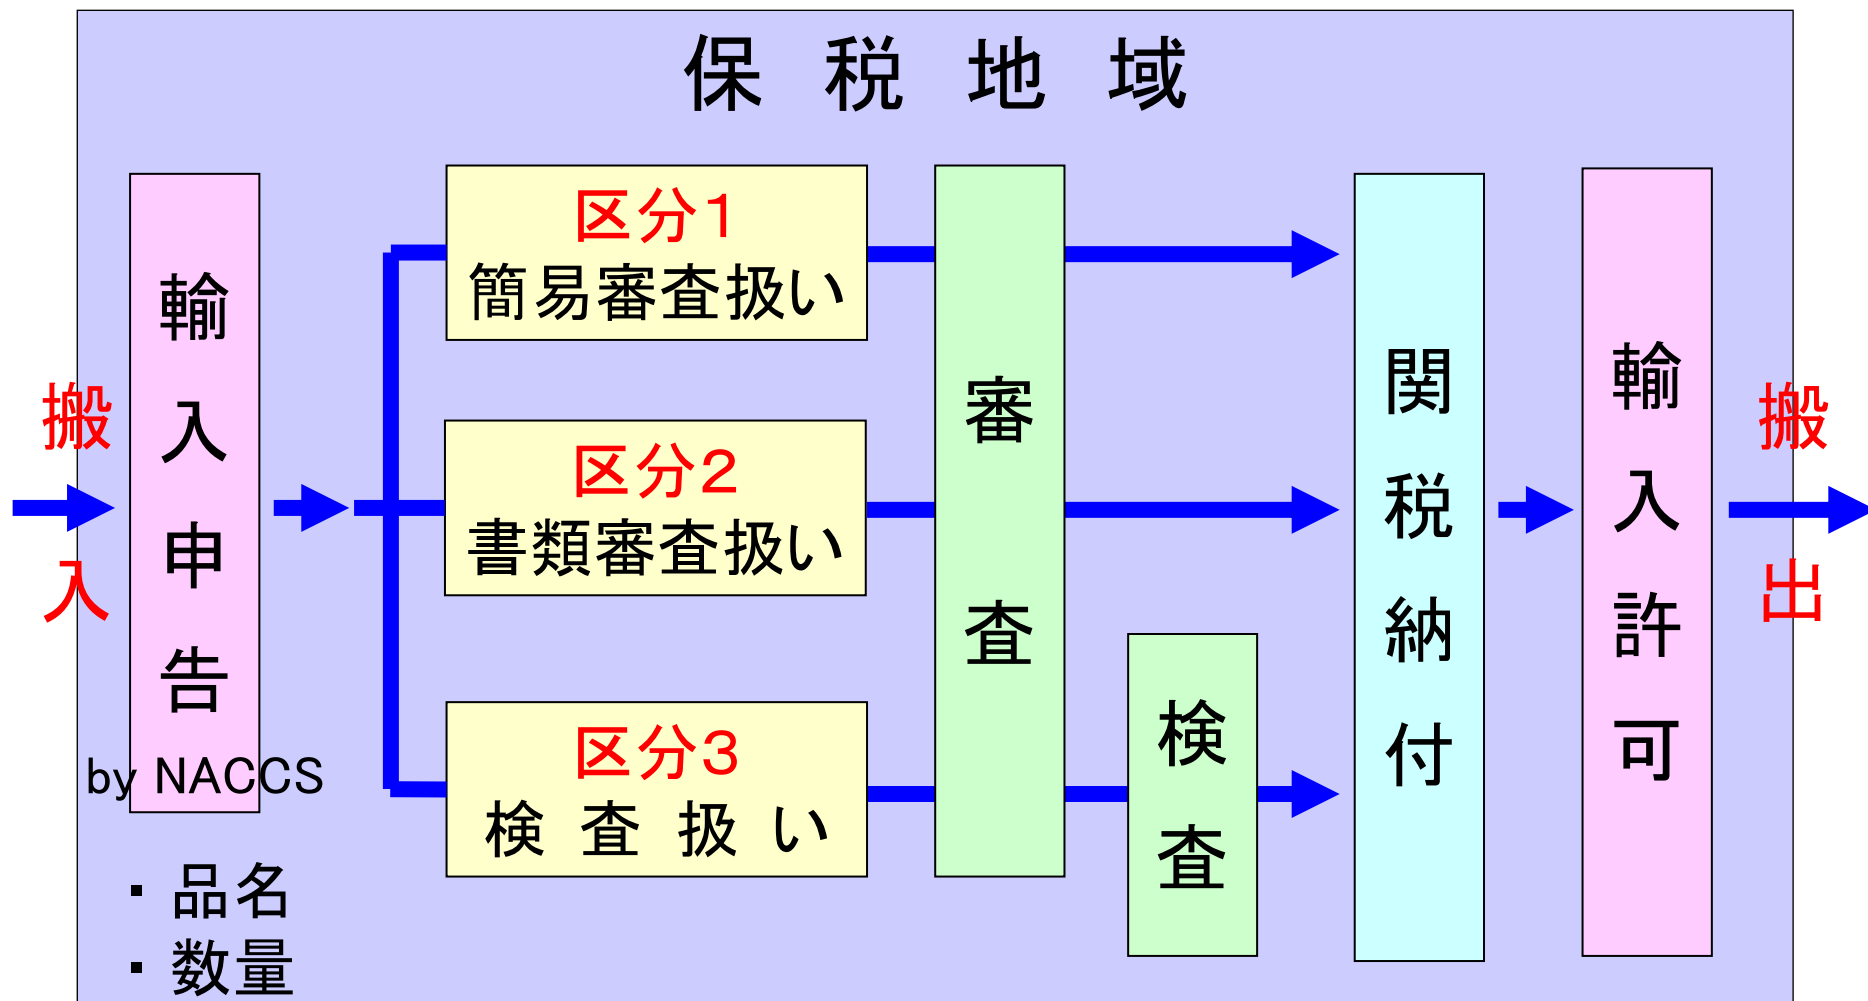 保税地域
搬入
輸入申告
by NACCS
・品名
・数量
区分１
簡易審査扱い
区分２
書類審査扱い
区分３
検査扱い
審査
検査
関税納付
輸入許可
搬出